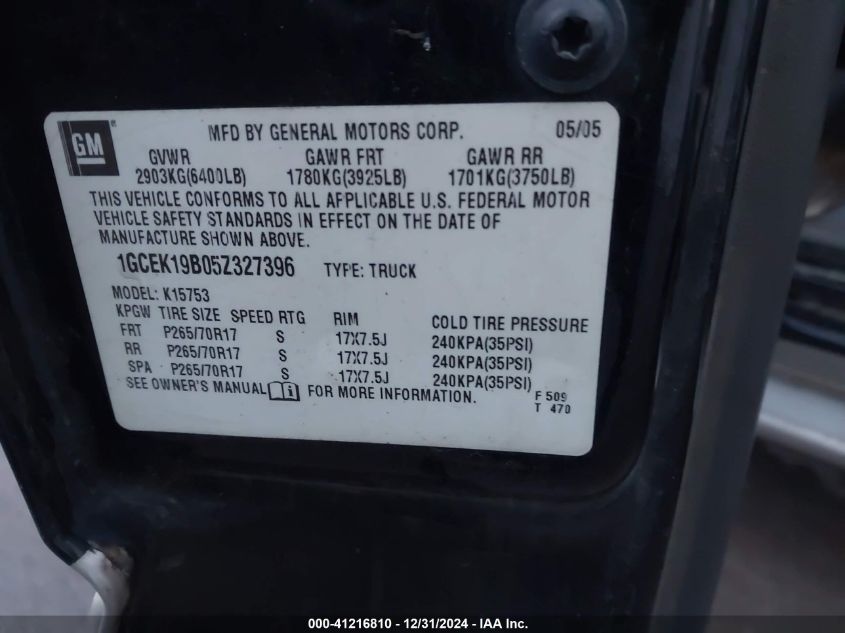 GM ® MFD BY GENERAL MOTORS CORP. 05/05
GVWR GAWR FRT GAWR RR
2903KG(6400LB) 1780KG(3925LB) 1701KG(3750LB)
THIS VEHICLE CONFORMS TO ALL APPLICABLE U.S. FEDERAL MOTOR
VEHICLE SAFETY STANDARDS IN EFFECT ON THE DATE OF
MANUFACTURE SHOWN ABOVE.
1GCEK19B05Z327396 TYPE: TRUCK
MODEL: K15753
KPGW TIRE SIZE SPEED RTG RIM COLD TIRE PRESSURE
FRT P265/70R17 S 17X7.5J 240KPA(35PSI)
RR P265/70R17 S 17X7.5J 240KPA(35PSI)
SPA P265/70R17 S 17X7.5J 240KPA(35PSI)
SEE OWNER'S MANUAL FOR MORE INFORMATION.
F 509
T 470
000-41216810 - 12/31/2024 - IAA Inc.